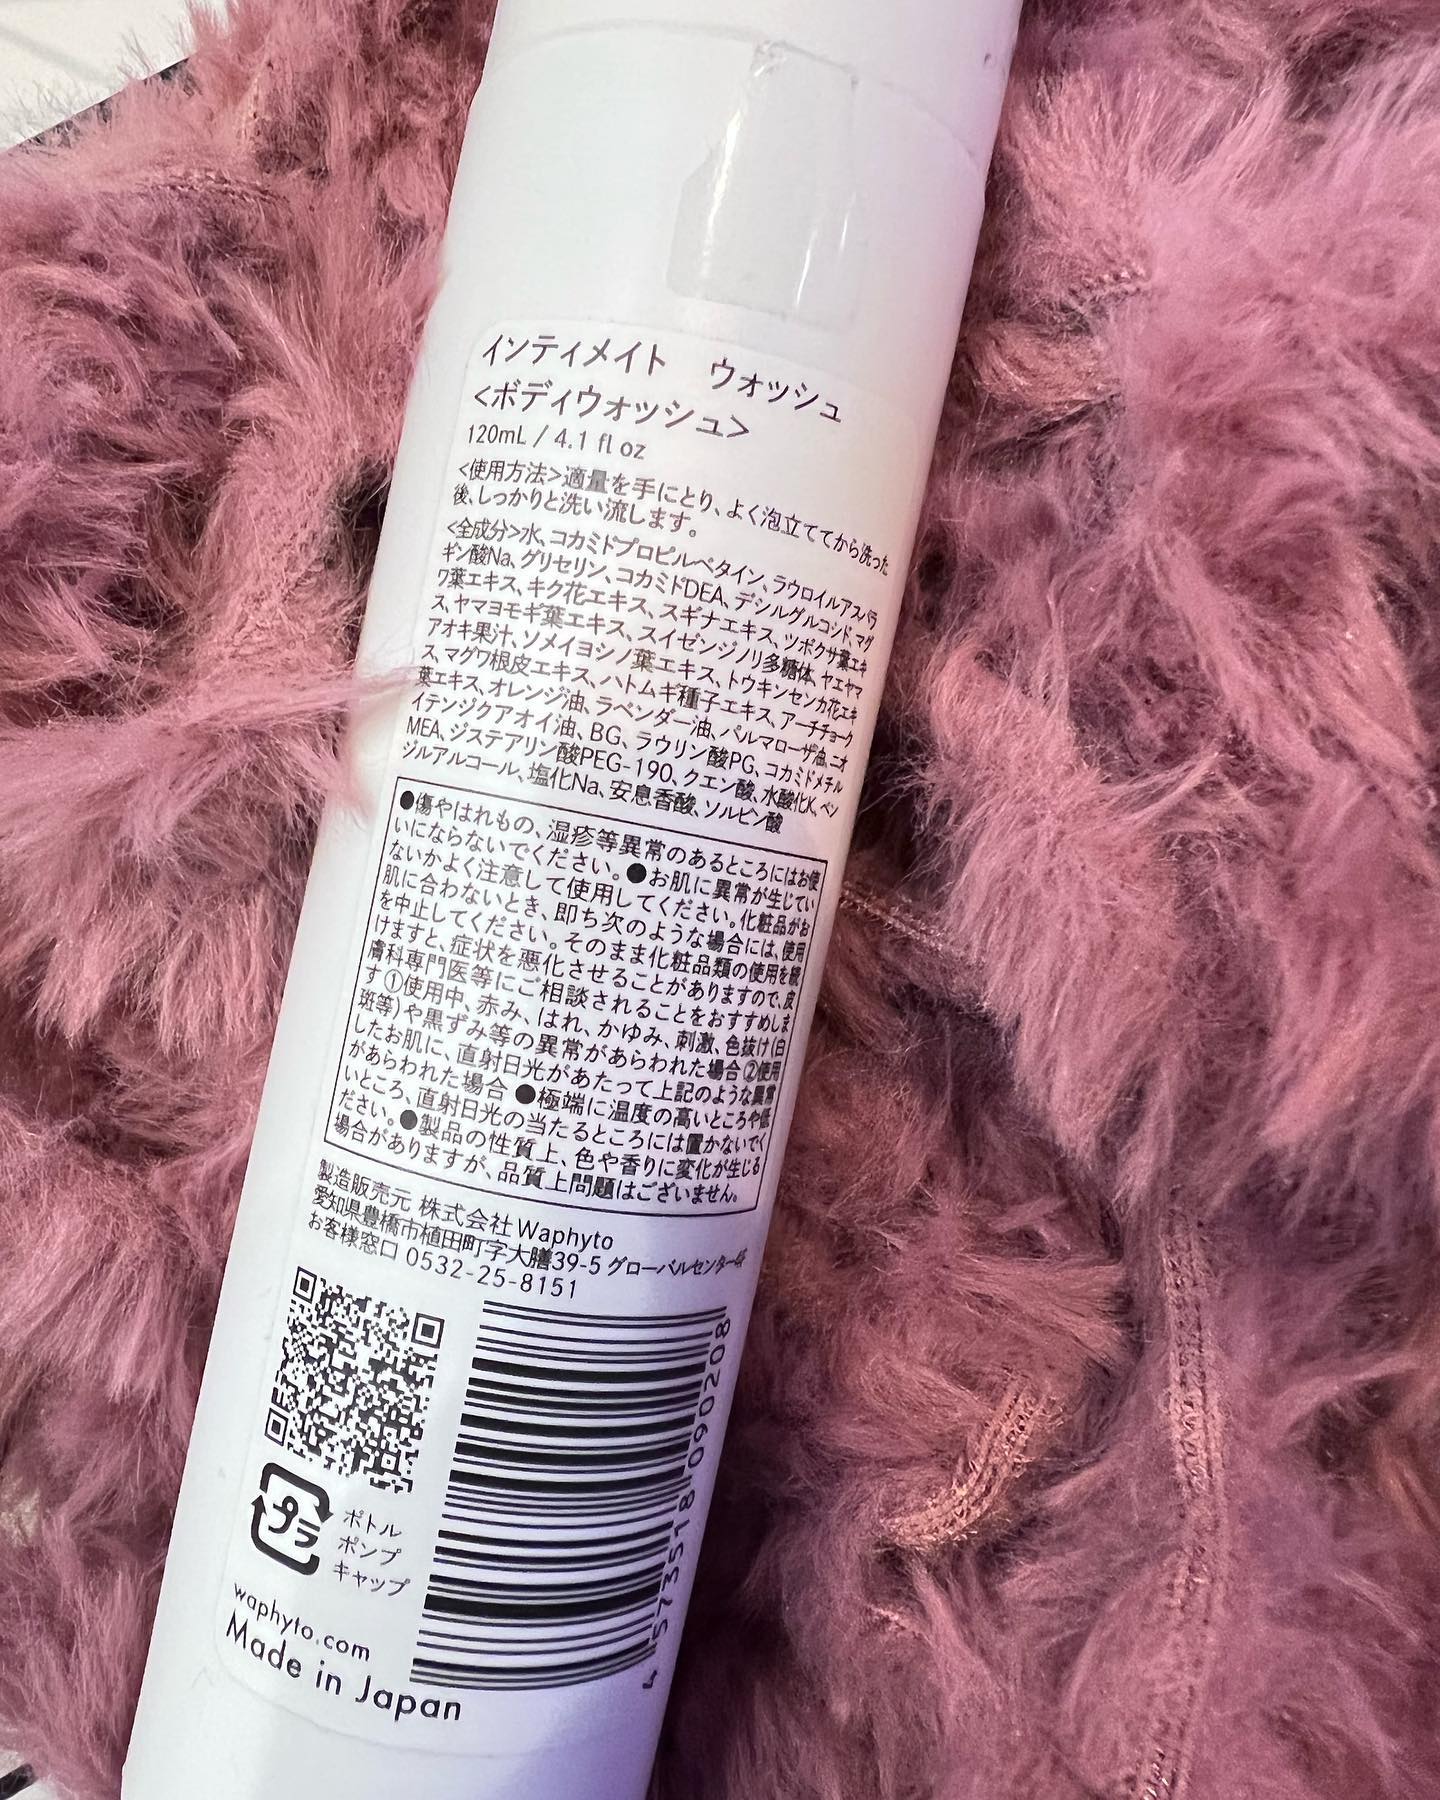 インティメイト　ウォッシュ
<ボディウォッシュ>
120mL / 4.1 fl oz
<使用方法>適量を手にとり、よく泡立ててから洗った
後、しっかりと洗い流します。
<全成分>水、コカミドプロピルベタイン、ラウロイルアスパラ
ギン酸Na、グリセリン、コカミドDEA、デシルグルコシド、マグ
ワ葉エキス、キク花エキス、スギナエキス、ツボクサ葉エキ
ス、ヤマヨモギ葉エキス、スイゼンジノリ多糖体、ヤエヤマ
アオキ果汁、ソメイヨシノ葉エキス、トウキンセンカ花エキ
ス、マグワ根皮エキス、ハトムギ種子エキス、アーチチョーク
葉エキス、オレンジ油、ラベンダー油、パルマローザ油、ニオ
イテンジクアオイ油、BG、ラウリン酸PG、コカミドメチル
MEA、ジステアリン酸PEG-190、クエン酸、水酸化K、ベン
ジルアルコール、塩化Na、安息香酸、ソルビン酸
●傷やはれもの、湿疹等異常のあるところにはお使
いにならないでください。●お肌に異常が生じてい
ないかよく注意して使用してください。化粧品がお
肌に合わないとき、即ち次のような場合には、使用
を中止してください。そのまま化粧品類の使用を続
けますと、症状を悪化させることがありますので、皮
膚科専門医等にご相談されることをおすすめしま
す ①使用中、赤み、はれ、かゆみ、刺激、色抜け(白
斑等)や黒ずみ等の異常があらわれた場合 ②使用
したお肌に、直射日光があたって上記のような異常
があらわれた場合 ●極端に温度の高いところや低
いところ、直射日光の当たるところには置かないでく
ださい。●製品の性質上、色や香りに変化が生じる
場合がありますが、品質上問題はございません。
製造販売元 株式会社Waphyto
愛知県豊橋市植田町字大膳39-5 グローバルセンター4F
お客様窓口 0532-25-8151
4 573518 090208
プラ
ボトル
ポンプ
キャップ
waphyto.com
Made in Japan